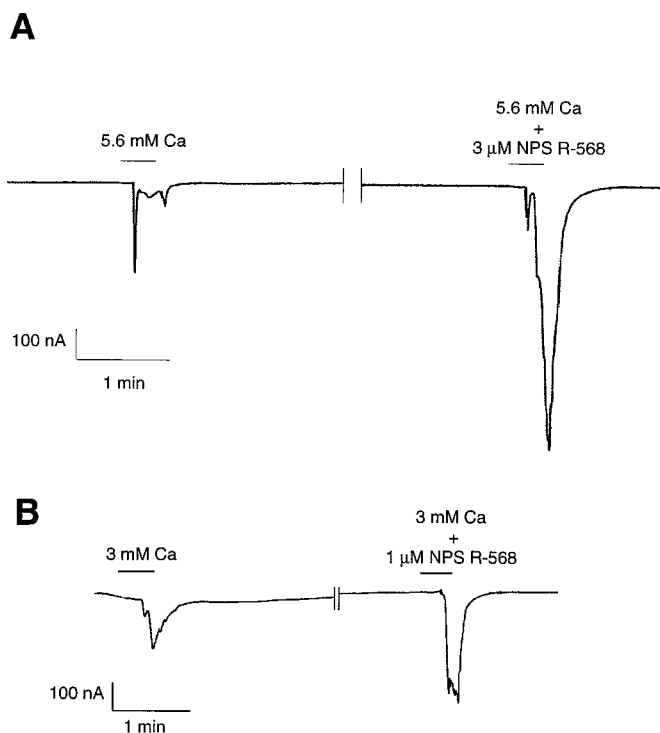 A
5.6 mM Ca
5.6 mM Ca
+
3 μM NPS R-568
100 nA
1 min
B
3 mM Ca
3 mM Ca
+
1 μM NPS R-568
100 nA
1 min